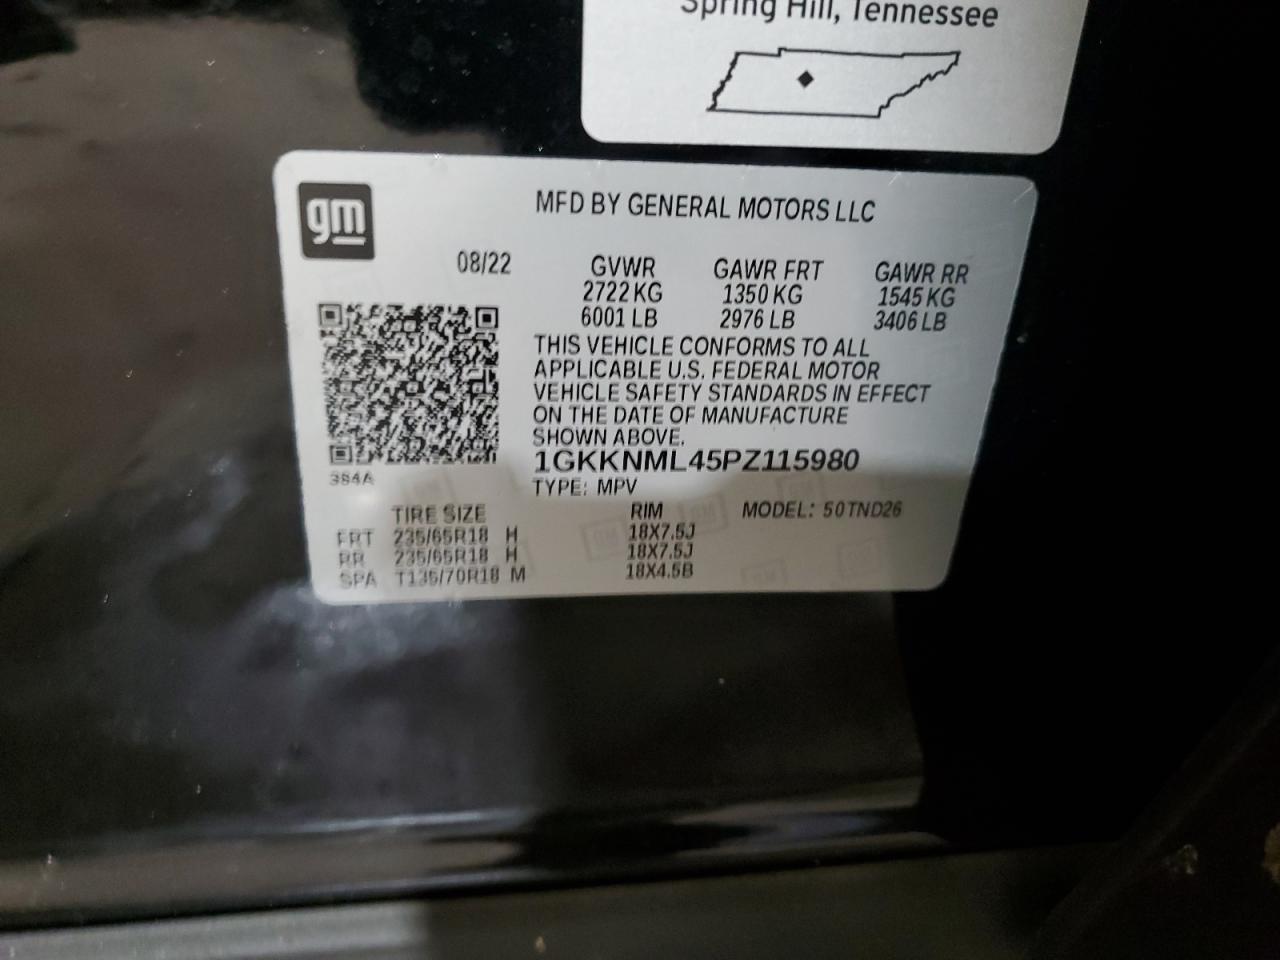 Spring Hill, Tennessee
gm
MFD BY GENERAL MOTORS LLC
08/22 GVWR GAWR FRT GAWR RR
2722 KG 1350 KG 1545 KG
6001 LB 2976 LB 3406 LB
THIS VEHICLE CONFORMS TO ALL
APPLICABLE U.S. FEDERAL MOTOR
VEHICLE SAFETY STANDARDS IN EFFECT
ON THE DATE OF MANUFACTURE
SHOWN ABOVE.
1GKKNML45PZ115980
384A
TYPE: MPV
TIRE SIZE RIM MODEL: 50TND26
FRT 235/65R18 H 18X7.5J
RR 235/65R18 H 18X7.5J
SPA T135/70R18 M 18X4.5B